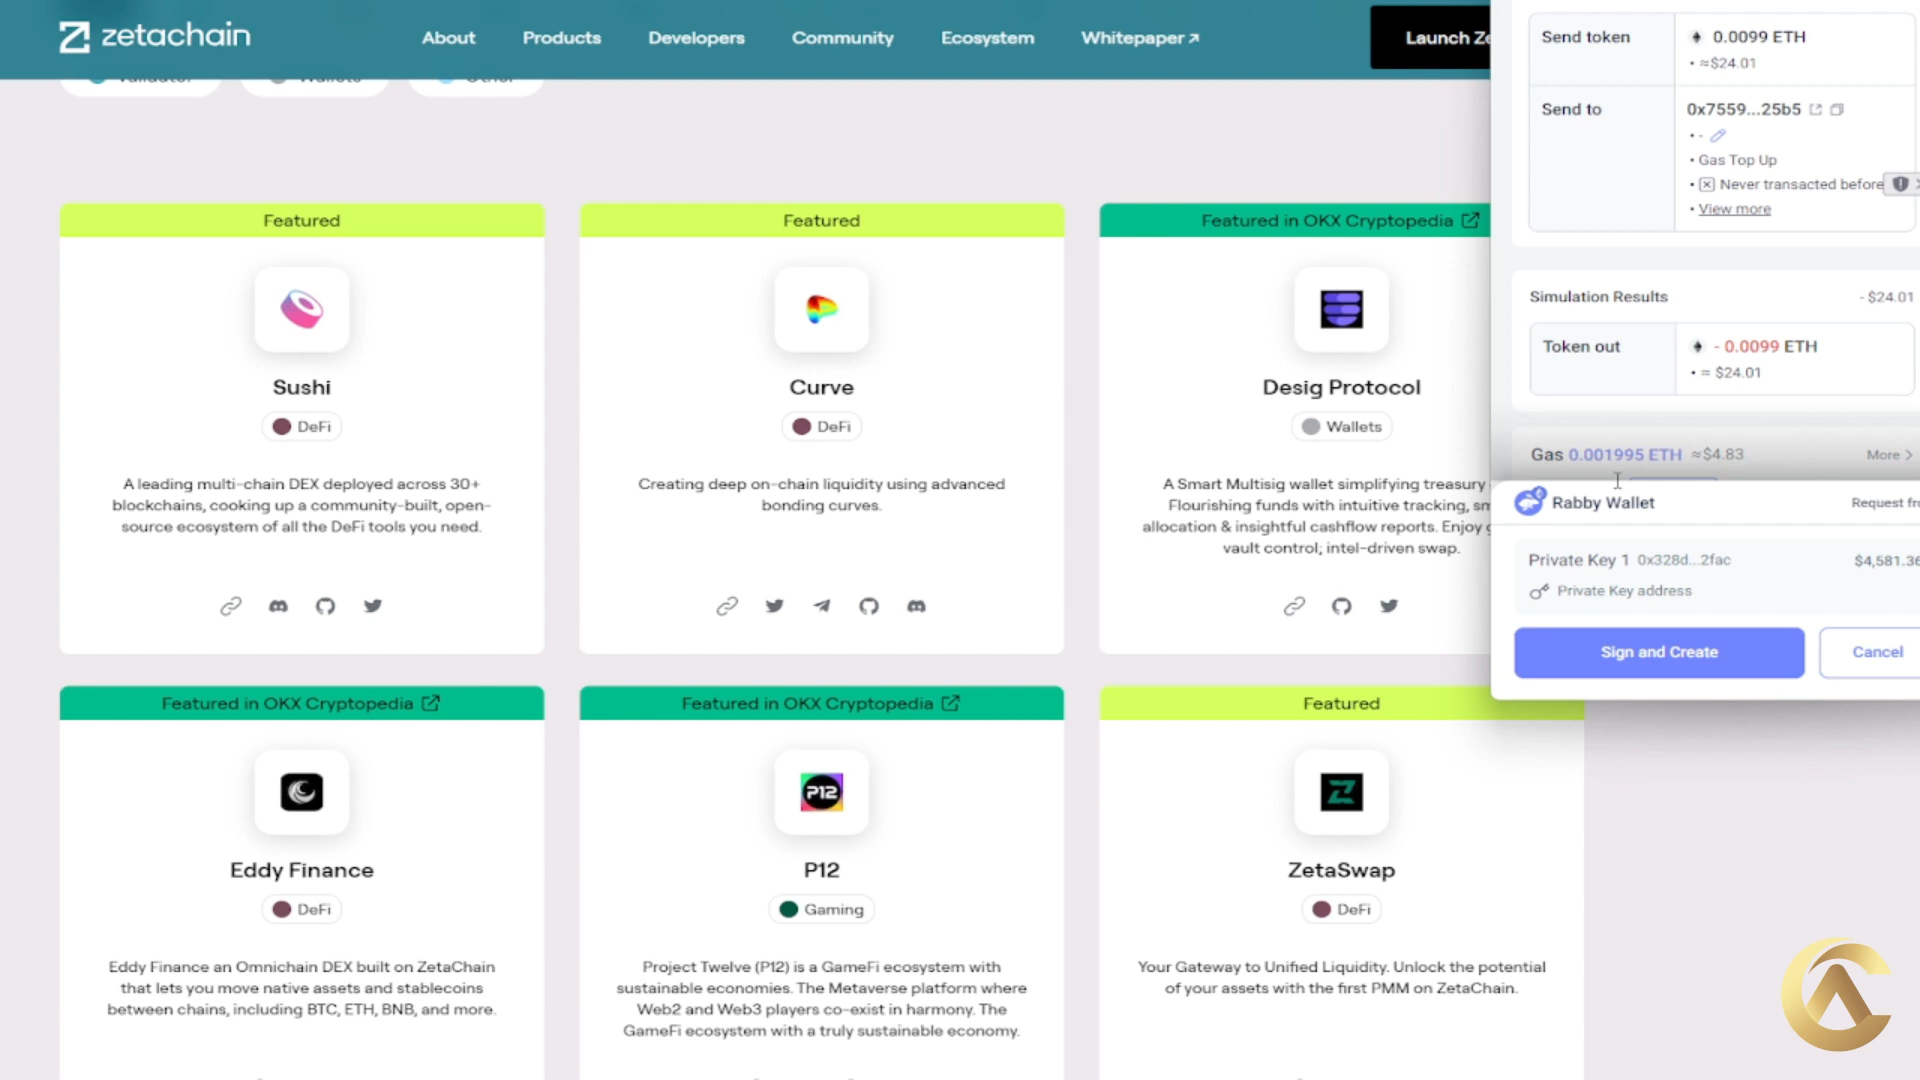 zetachain
About
Products
Developers
Community
Ecosystem
Whitepaper↗
Launch Ze
Validator
Wallets
Other
Featured
Sushi
DeFi
A leading multi-chain DEX deployed across 30+
blockchains, cooking up a community-built, open-
source ecosystem of all the DeFi tools you need.
Featured
Curve
DeFi
Creating deep on-chain liquidity using advanced
bonding curves.
Featured in OKX Cryptopedia
Desig Protocol
Wallets
A Smart Multisig wallet simplifying treasury
Flourishing funds with intuitive tracking, sm
allocation & insightful cashflow reports. Enjoy
vault control; intel-driven swap.
Featured in OKX Cryptopedia
Eddy Finance
DeFi
Eddy Finance an Omnichain DEX built on ZetaChain
that lets you move native assets and stablecoins
between chains, including BTC, ETH, BNB, and more.
Featured in OKX Cryptopedia
P12
P12
Gaming
Project Twelve (P12) is a GameFi ecosystem with
sustainable economies. The Metaverse platform where
Web2 and Web3 players co-exist in harmony. The
GameFi ecosystem with a truly sustainable economy.
Featured
ZetaSwap
DeFi
Your Gateway to Unified Liquidity. Unlock the potential
of your assets with the first PMM on ZetaChain.
Send token
0.0099 ETH
• ≈$24.01
Send to
0x7559...25b5
• -
• Gas Top Up
• Never transacted before
• View more
Simulation Results
- $24.01
Token out
- 0.0099 ETH
• ≈ $24.01
Gas 0.001995 ETH ≈$4.83
More >
Rabby Wallet
Request fr
Private Key 1 0x328d...2fac
$4,581.36
Private Key address
Sign and Create
Cancel